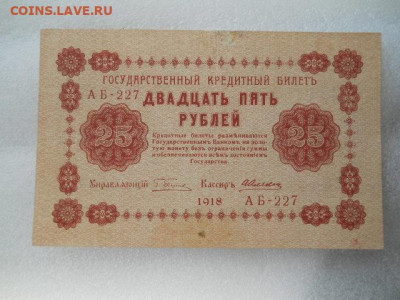 COINS.LAVE.RU
ГОСУДАРСТВЕННЫЙ КРЕДИТНЫЙ БИЛЕТЪ
АБ-227
ДВАДЦАТЬ ПЯТЬ
РУБЛЕЙ
25
25
Кредитные билеты размѣниваются
Государственнымъ Банкомъ на золо-
тую монету безъ ограниченія суммы
и обезпечиваются всѣмъ достояніемъ
Государства.
Управляющій
Кассиръ
1918
АБ-227